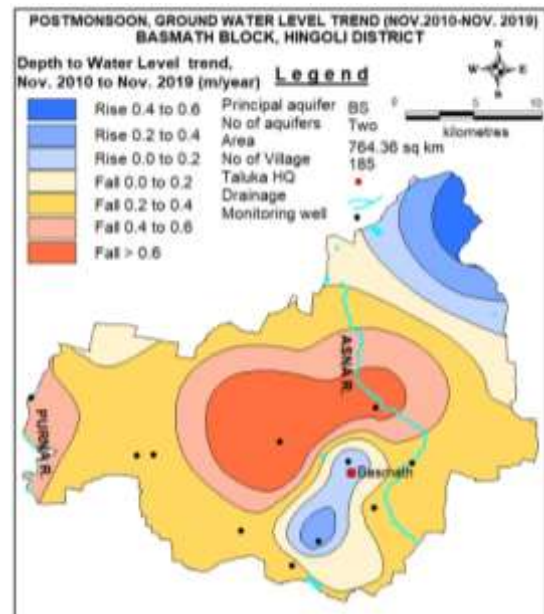 POSTMONSOON, GROUND WATER LEVEL TREND (NOV.2010-NOV. 2019)
BASMATH BLOCK, HINGOLI DISTRICT
Depth to Water Level trend,
Nov. 2010 to Nov. 2019 (m/year)
Legend
N
W E
S
Rise 0.4 to 0.6
Rise 0.2 to 0.4
Rise 0.0 to 0.2
Fall 0.0 to 0.2
Fall 0.2 to 0.4
Fall 0.4 to 0.6
Fall > 0.6
Principal aquifer BS
No of aquifers Two
Area 764.36 sq km
No of Village 185
Taluka HQ
Drainage
Monitoring well
0 5 10
kilometres
ASNA R.
PURNA R.
Basmath